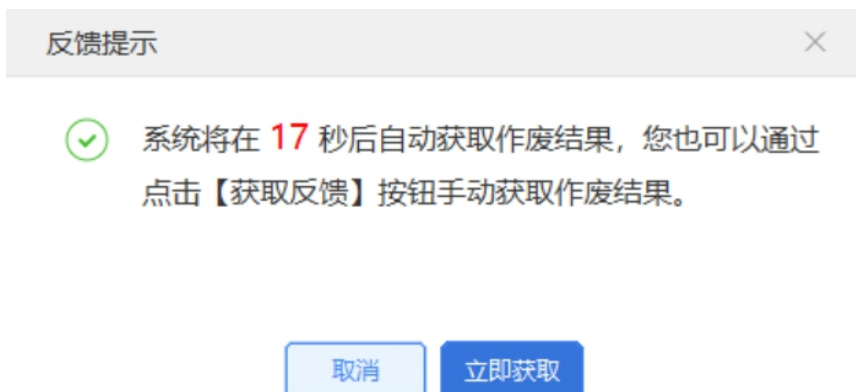 反馈提示
系统将在 17 秒后自动获取作废结果，您也可以通过
点击【获取反馈】按钮手动获取作废结果。
取消
立即获取